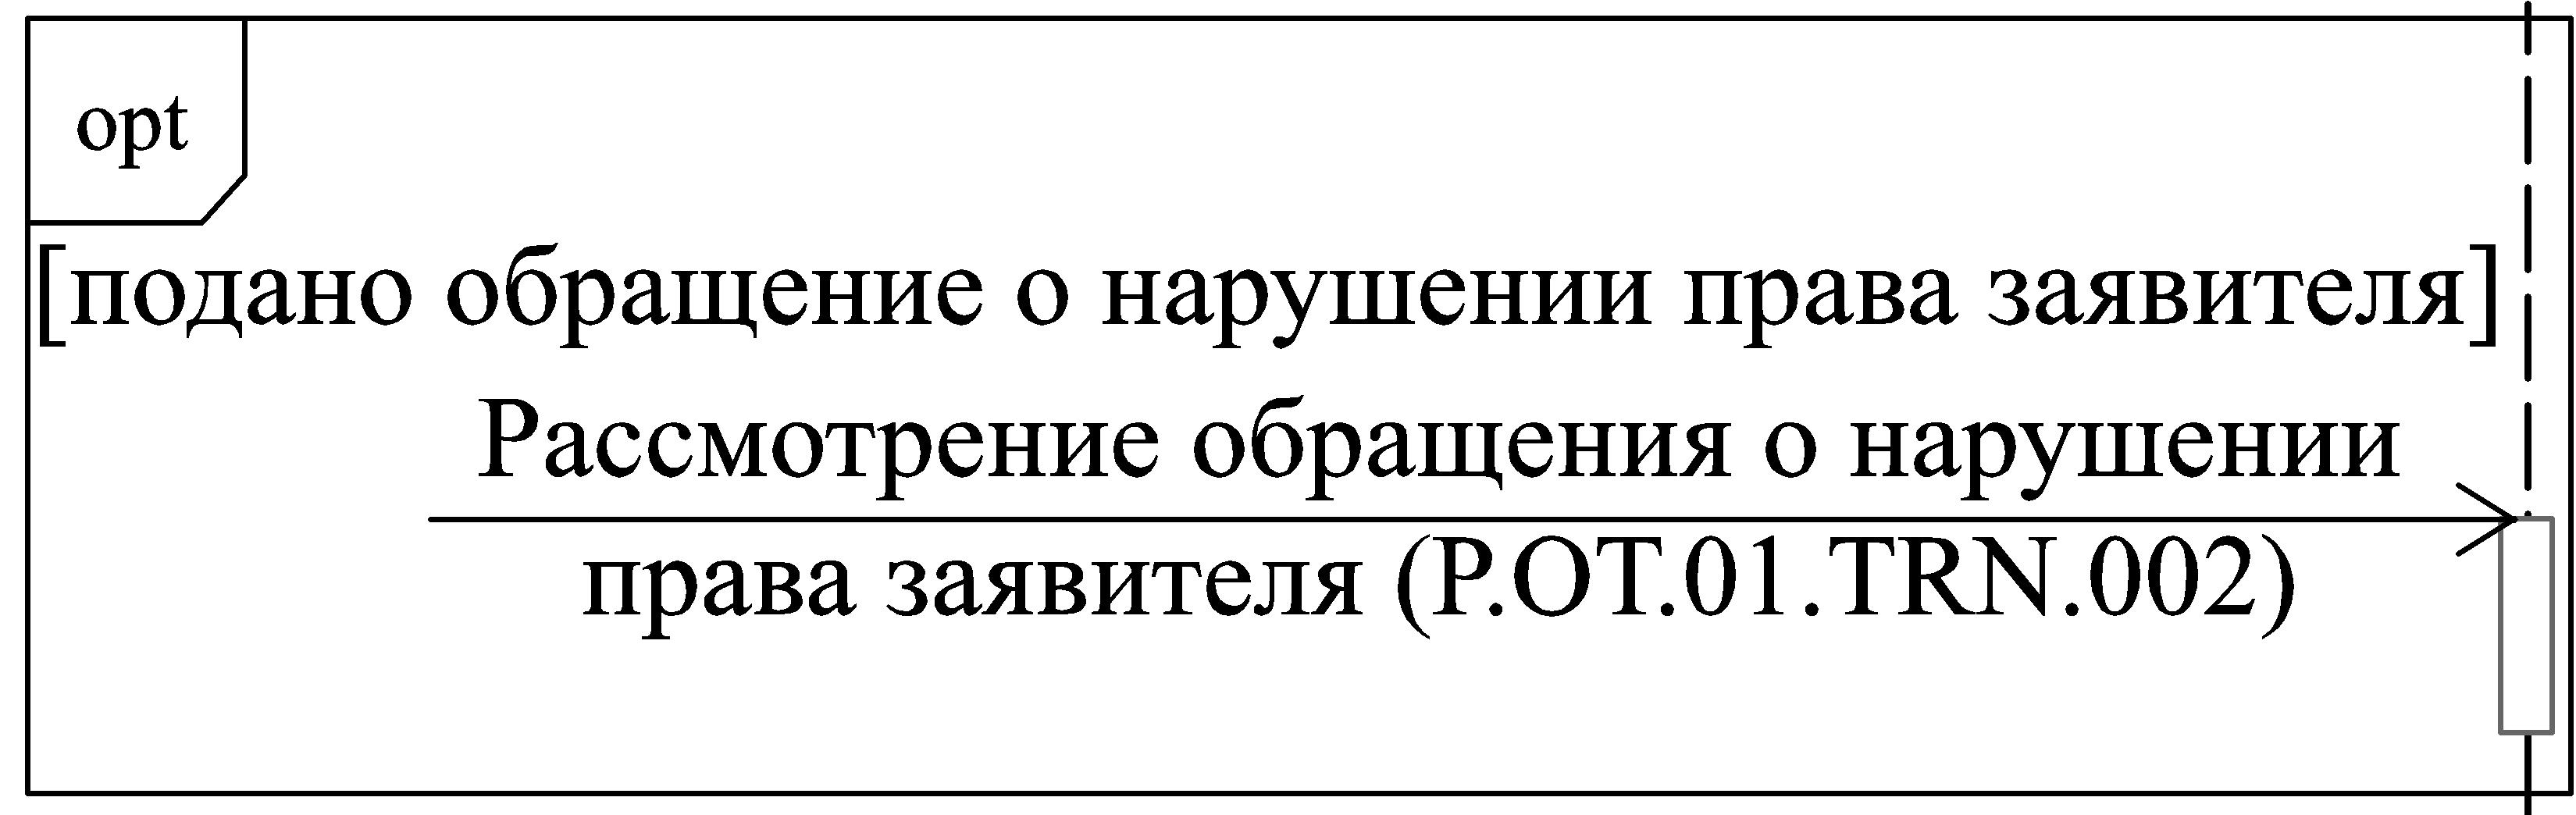 opt
[подано обращение о нарушении права заявителя]
Рассмотрение обращения о нарушении
права заявителя (P.OT.01.TRN.002)